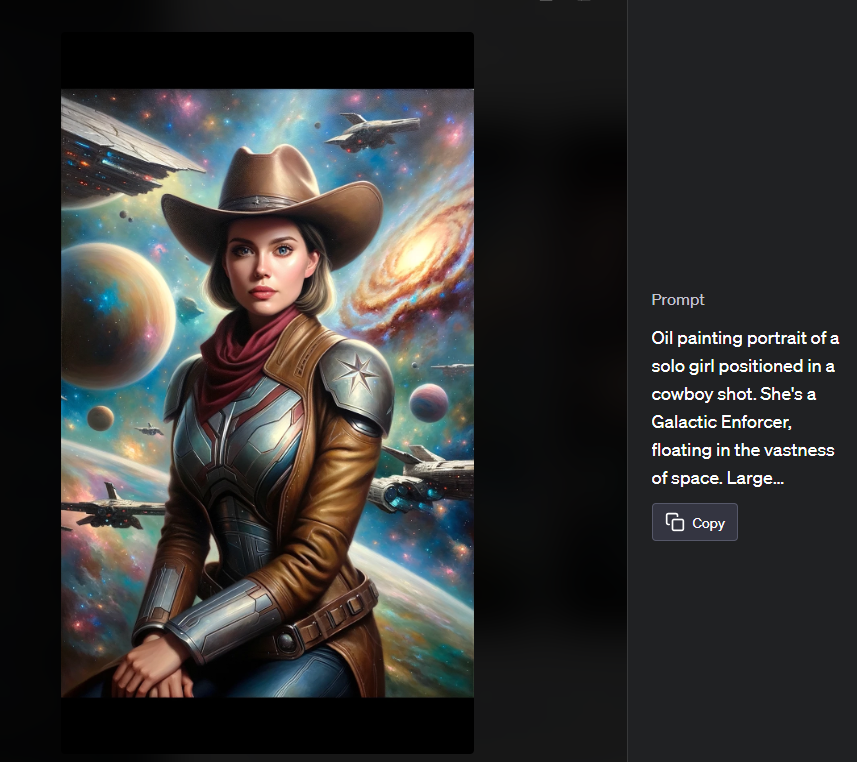 Prompt
Oil painting portrait of a
solo girl positioned in a
cowboy shot. She's a
Galactic Enforcer,
floating in the vastness
of space. Large...
Copy